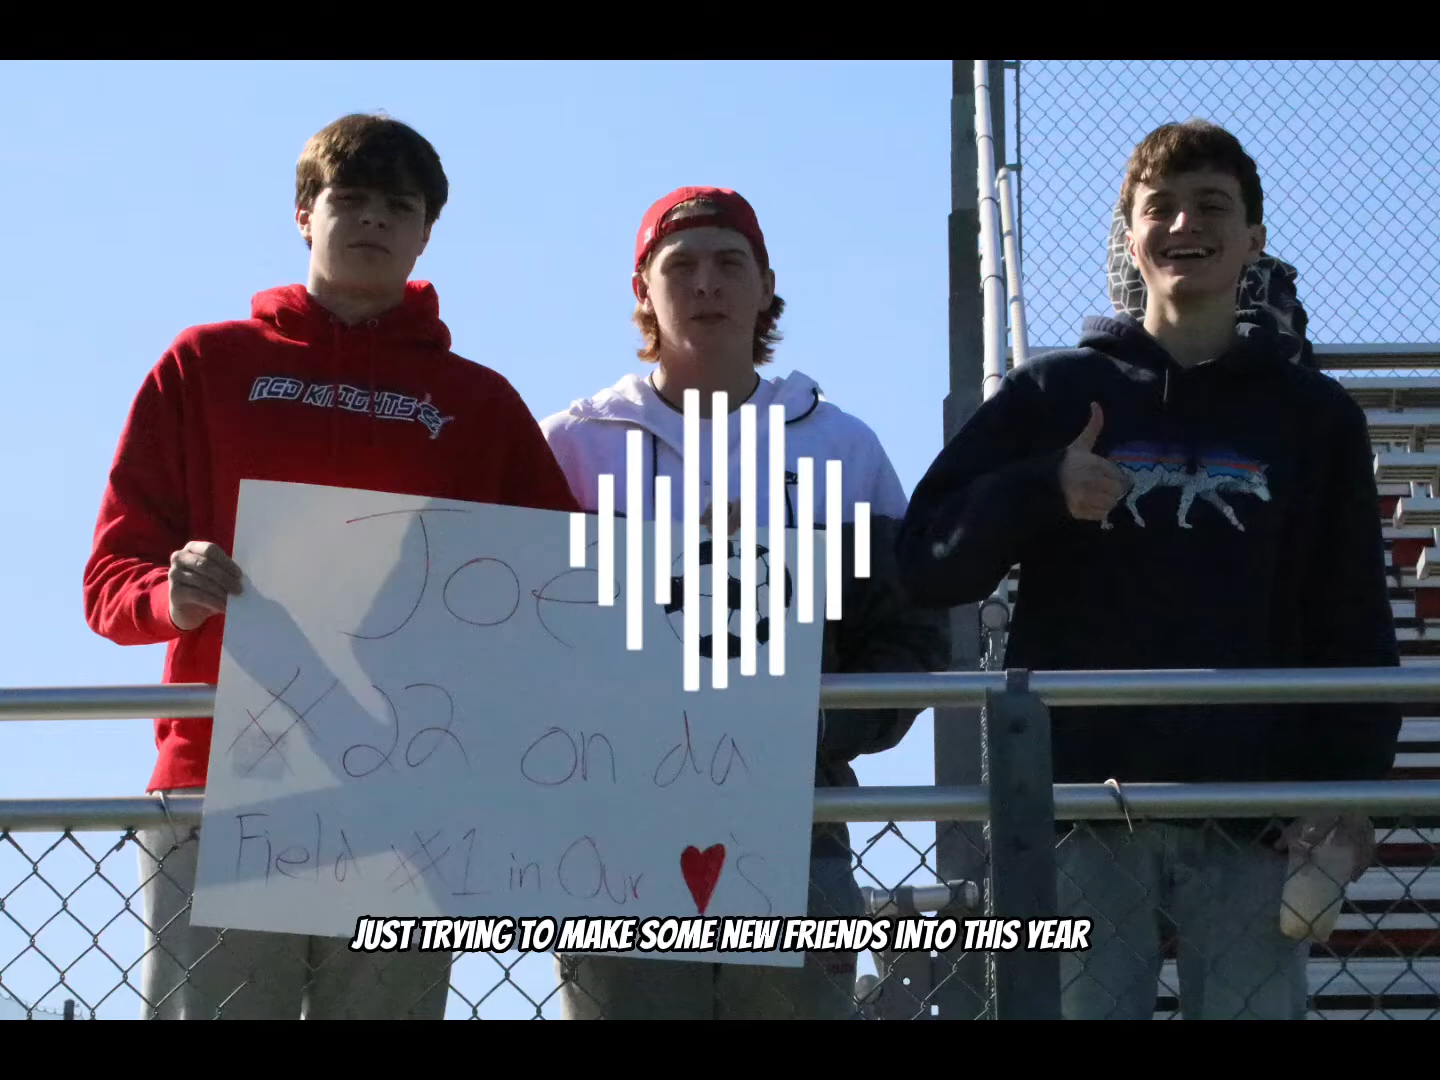 RED KNIGHTS
Joe
#22 on da
Field #1 in Our ♥'s
JUST TRYING TO MAKE SOME NEW FRIENDS INTO THIS YEAR